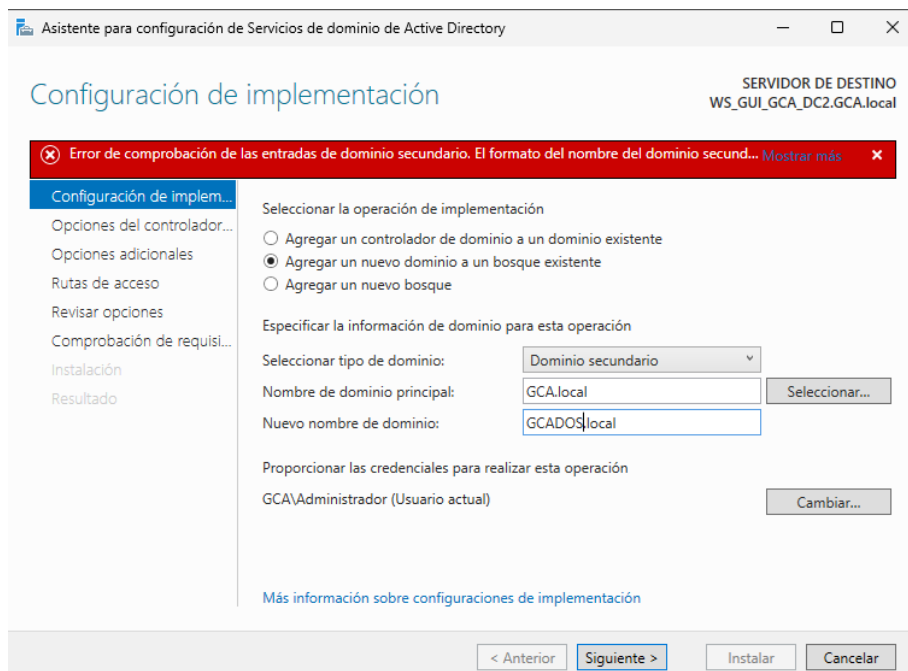 Asistente para configuración de Servicios de dominio de Active Directory
Configuración de implementación
SERVIDOR DE DESTINO
WS_GUI_GCA_DC2.GCA.local
Error de comprobación de las entradas de dominio secundario. El formato del nombre del dominio secund... Mostrar más
Configuración de implem...
Opciones del controlador...
Opciones adicionales
Rutas de acceso
Revisar opciones
Comprobación de requisi...
Instalación
Resultado
Seleccionar la operación de implementación
Agregar un controlador de dominio a un dominio existente
Agregar un nuevo dominio a un bosque existente
Agregar un nuevo bosque
Especificar la información de dominio para esta operación
Seleccionar tipo de dominio: Dominio secundario
Nombre de dominio principal: GCA.local Seleccionar...
Nuevo nombre de dominio: GCADOS.local
Proporcionar las credenciales para realizar esta operación
GCA\Administrador (Usuario actual) Cambiar...
Más información sobre configuraciones de implementación
< Anterior Siguiente > Instalar Cancelar